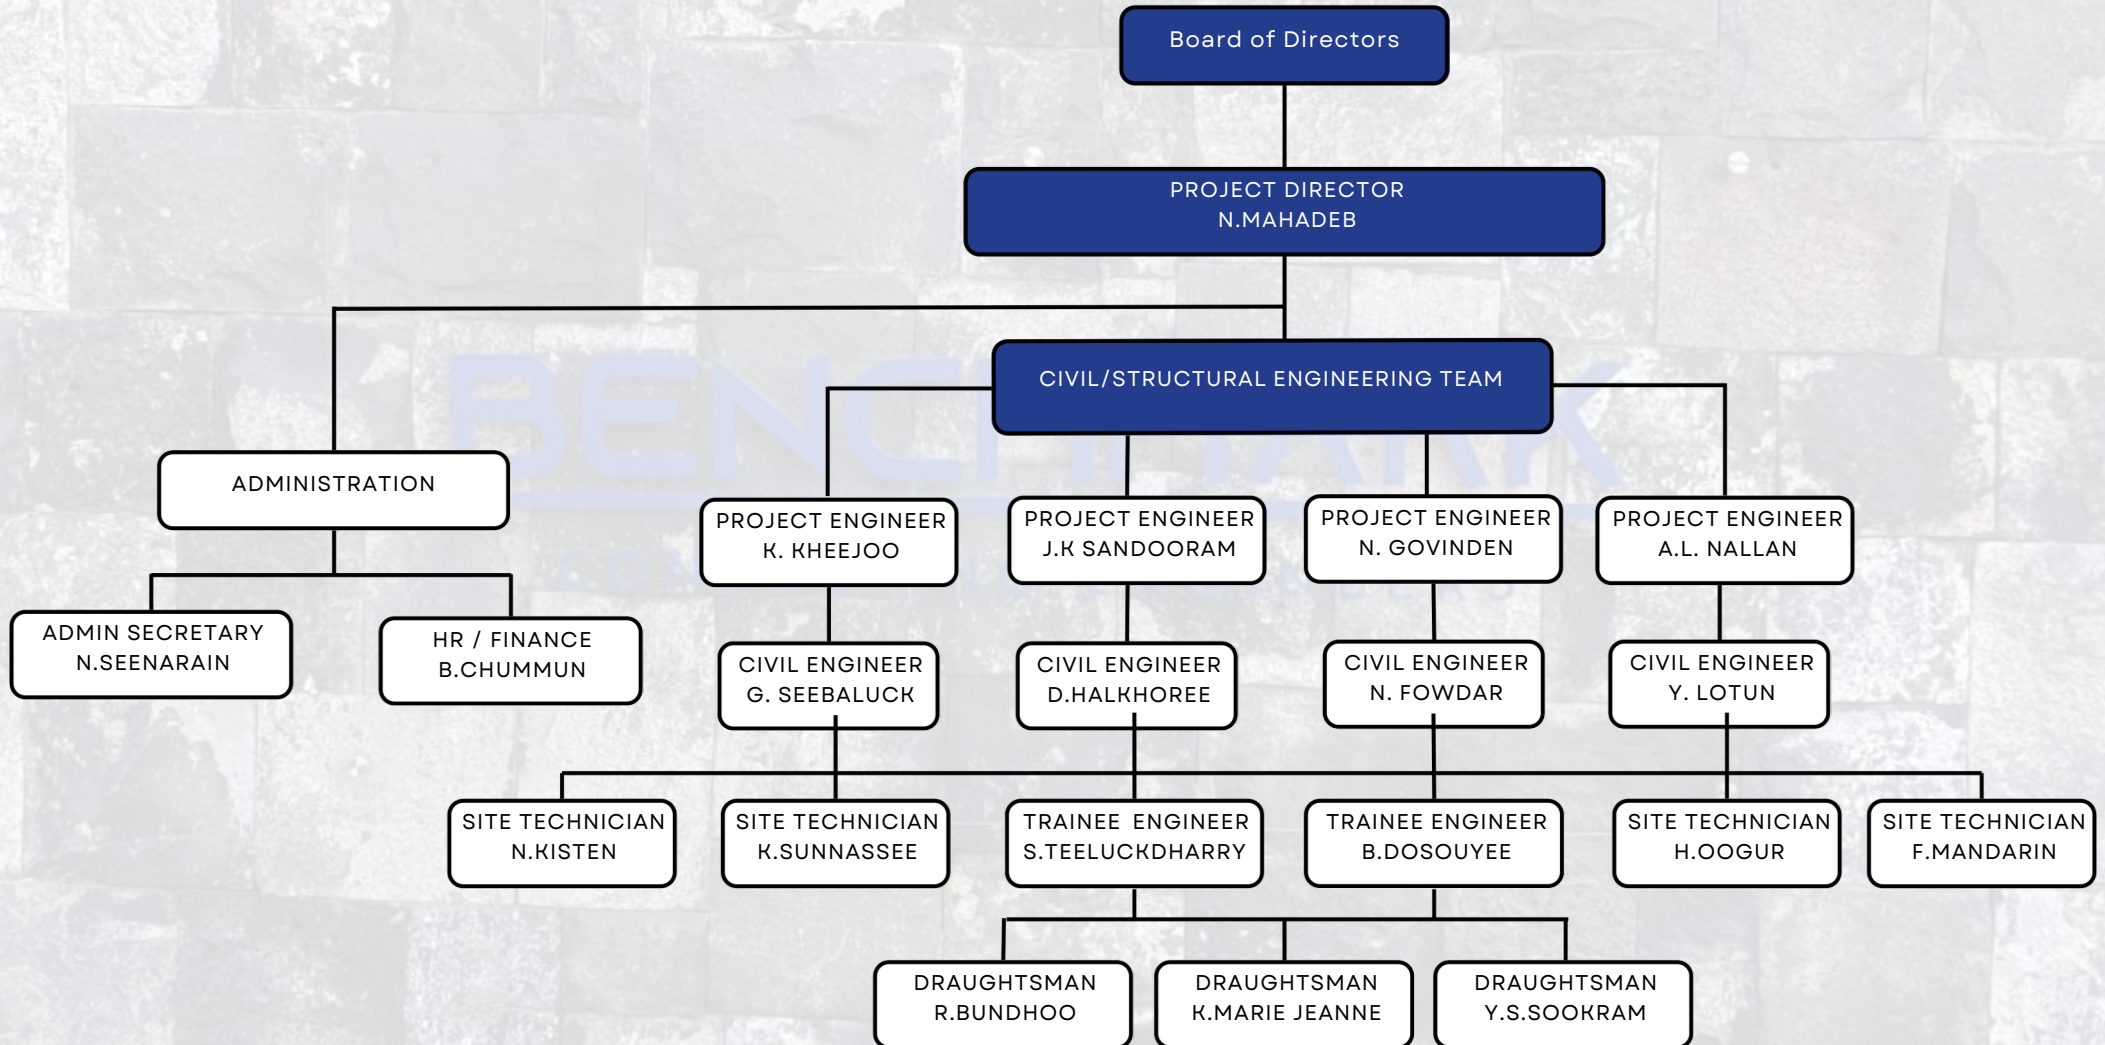 Board of Directors
PROJECT DIRECTOR
N.MAHADEB
CIVIL/STRUCTURAL ENGINEERING TEAM
BENCHMARK
ADMINISTRATION
PROJECT ENGINEER
K. KHEEJOO
PROJECT ENGINEER
J.K SANDOORAM
PROJECT ENGINEER
N. GOVINDEN
PROJECT ENGINEER
A.L. NALLAN
ADMIN SECRETARY
N.SEENARAIN
HR / FINANCE
B.CHUMMUN
CIVIL ENGINEER
G. SEEBALUCK
CIVIL ENGINEER
D.HALKHOREE
CIVIL ENGINEER
N. FOWDAR
CIVIL ENGINEER
Y. LOTUN
SITE TECHNICIAN
N.KISTEN
SITE TECHNICIAN
K.SUNNASSEE
TRAINEE ENGINEER
S.TEELUCKDHARRY
TRAINEE ENGINEER
B.DOSOUYEE
SITE TECHNICIAN
H.OOGUR
SITE TECHNICIAN
F.MANDARIN
DRAUGHTSMAN
R.BUNDHOO
DRAUGHTSMAN
K.MARIE JEANNE
DRAUGHTSMAN
Y.S.SOOKRAM